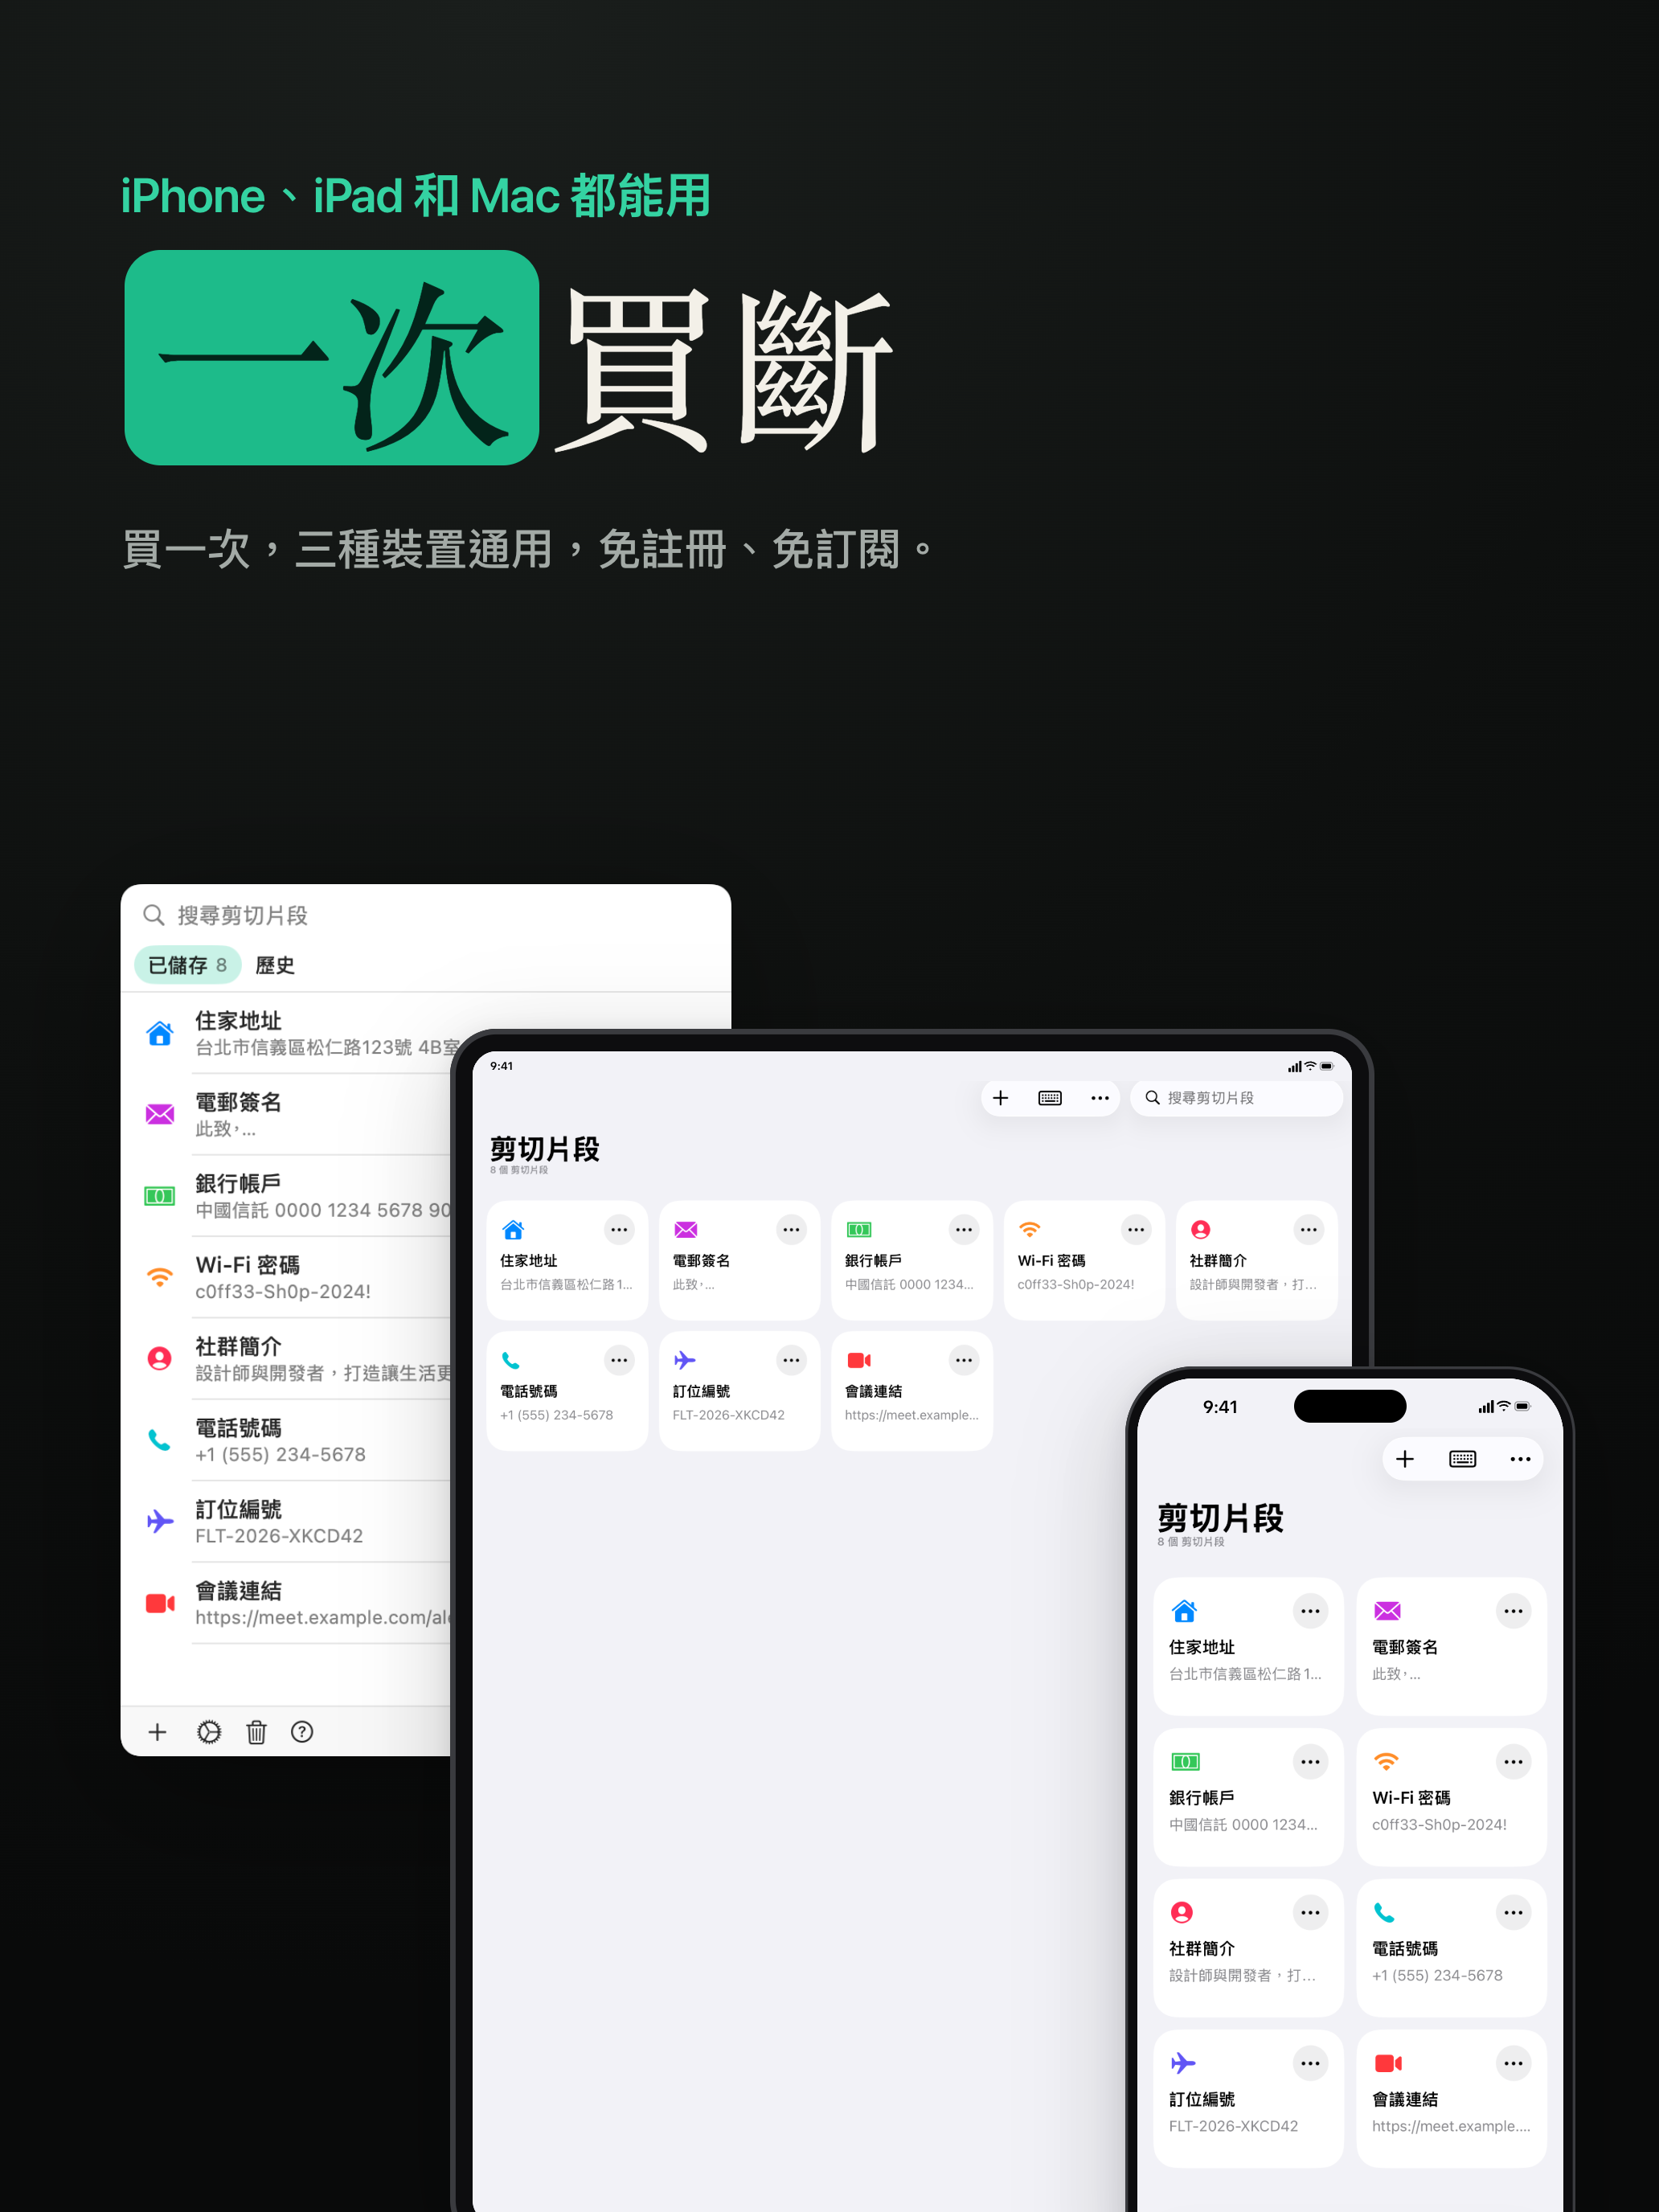 iPhone、iPad 和 Mac 都能用
一次買斷
買一次，三種裝置通用，免註冊、免訂閱。
搜尋剪切片段
已儲存 8 歷史
住家地址
台北市信義區松仁路123號 4B室
電郵簽名
此致，...
銀行帳戶
中國信託 0000 1234 5678 90
Wi-Fi 密碼
c0ff33-Sh0p-2024!
社群簡介
設計師與開發者，打造讓生活更
電話號碼
+1 (555) 234-5678
訂位編號
FLT-2026-XKCD42
會議連結
https://meet.example.com/al
9:41
搜尋剪切片段
剪切片段
8 個 剪切片段
住家地址
台北市信義區松仁路1...
電郵簽名
此致，...
銀行帳戶
中國信託 0000 1234...
Wi-Fi 密碼
c0ff33-Sh0p-2024!
社群簡介
設計師與開發者，打...
電話號碼
+1 (555) 234-5678
訂位編號
FLT-2026-XKCD42
會議連結
https://meet.example...
9:41
剪切片段
8 個 剪切片段
住家地址
台北市信義區松仁路1...
電郵簽名
此致，...
銀行帳戶
中國信託 0000 1234...
Wi-Fi 密碼
c0ff33-Sh0p-2024!
社群簡介
設計師與開發者，打...
電話號碼
+1 (555) 234-5678
訂位編號
FLT-2026-XKCD42
會議連結
https://meet.example....